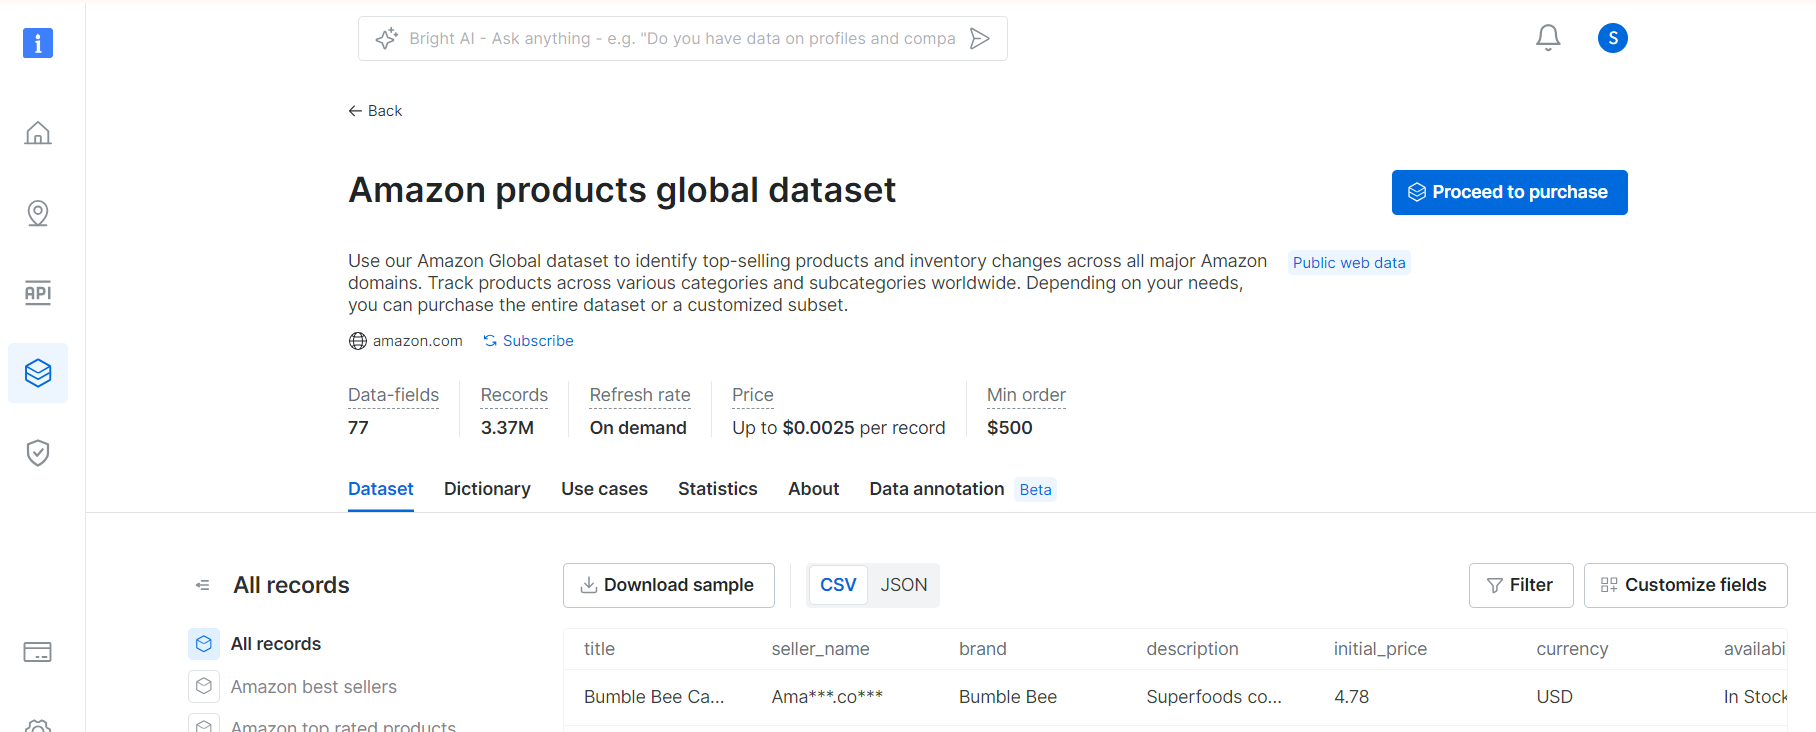 Bright AI - Ask anything - e.g. "Do you have data on profiles and compa
S
Back
API
Amazon products global dataset
Proceed to purchase
Use our Amazon Global dataset to identify top-selling products and inventory changes across all major Amazon
domains. Track products across various categories and subcategories worldwide. Depending on your needs,
you can purchase the entire dataset or a customized subset.
Public web data
amazon.com Subscribe
Data-fields Records Refresh rate Price Min order
77 3.37M On demand Up to $0.0025 per record $500
Dataset Dictionary Use cases Statistics About Data annotation Beta
All records
Download sample CSV JSON Filter Customize fields
All records
Amazon best sellers
Amazon top rated products
title seller_name brand description initial_price currency availabi
Bumble Bee Ca... Ama***.co*** Bumble Bee Superfoods co... 4.78 USD In Stock